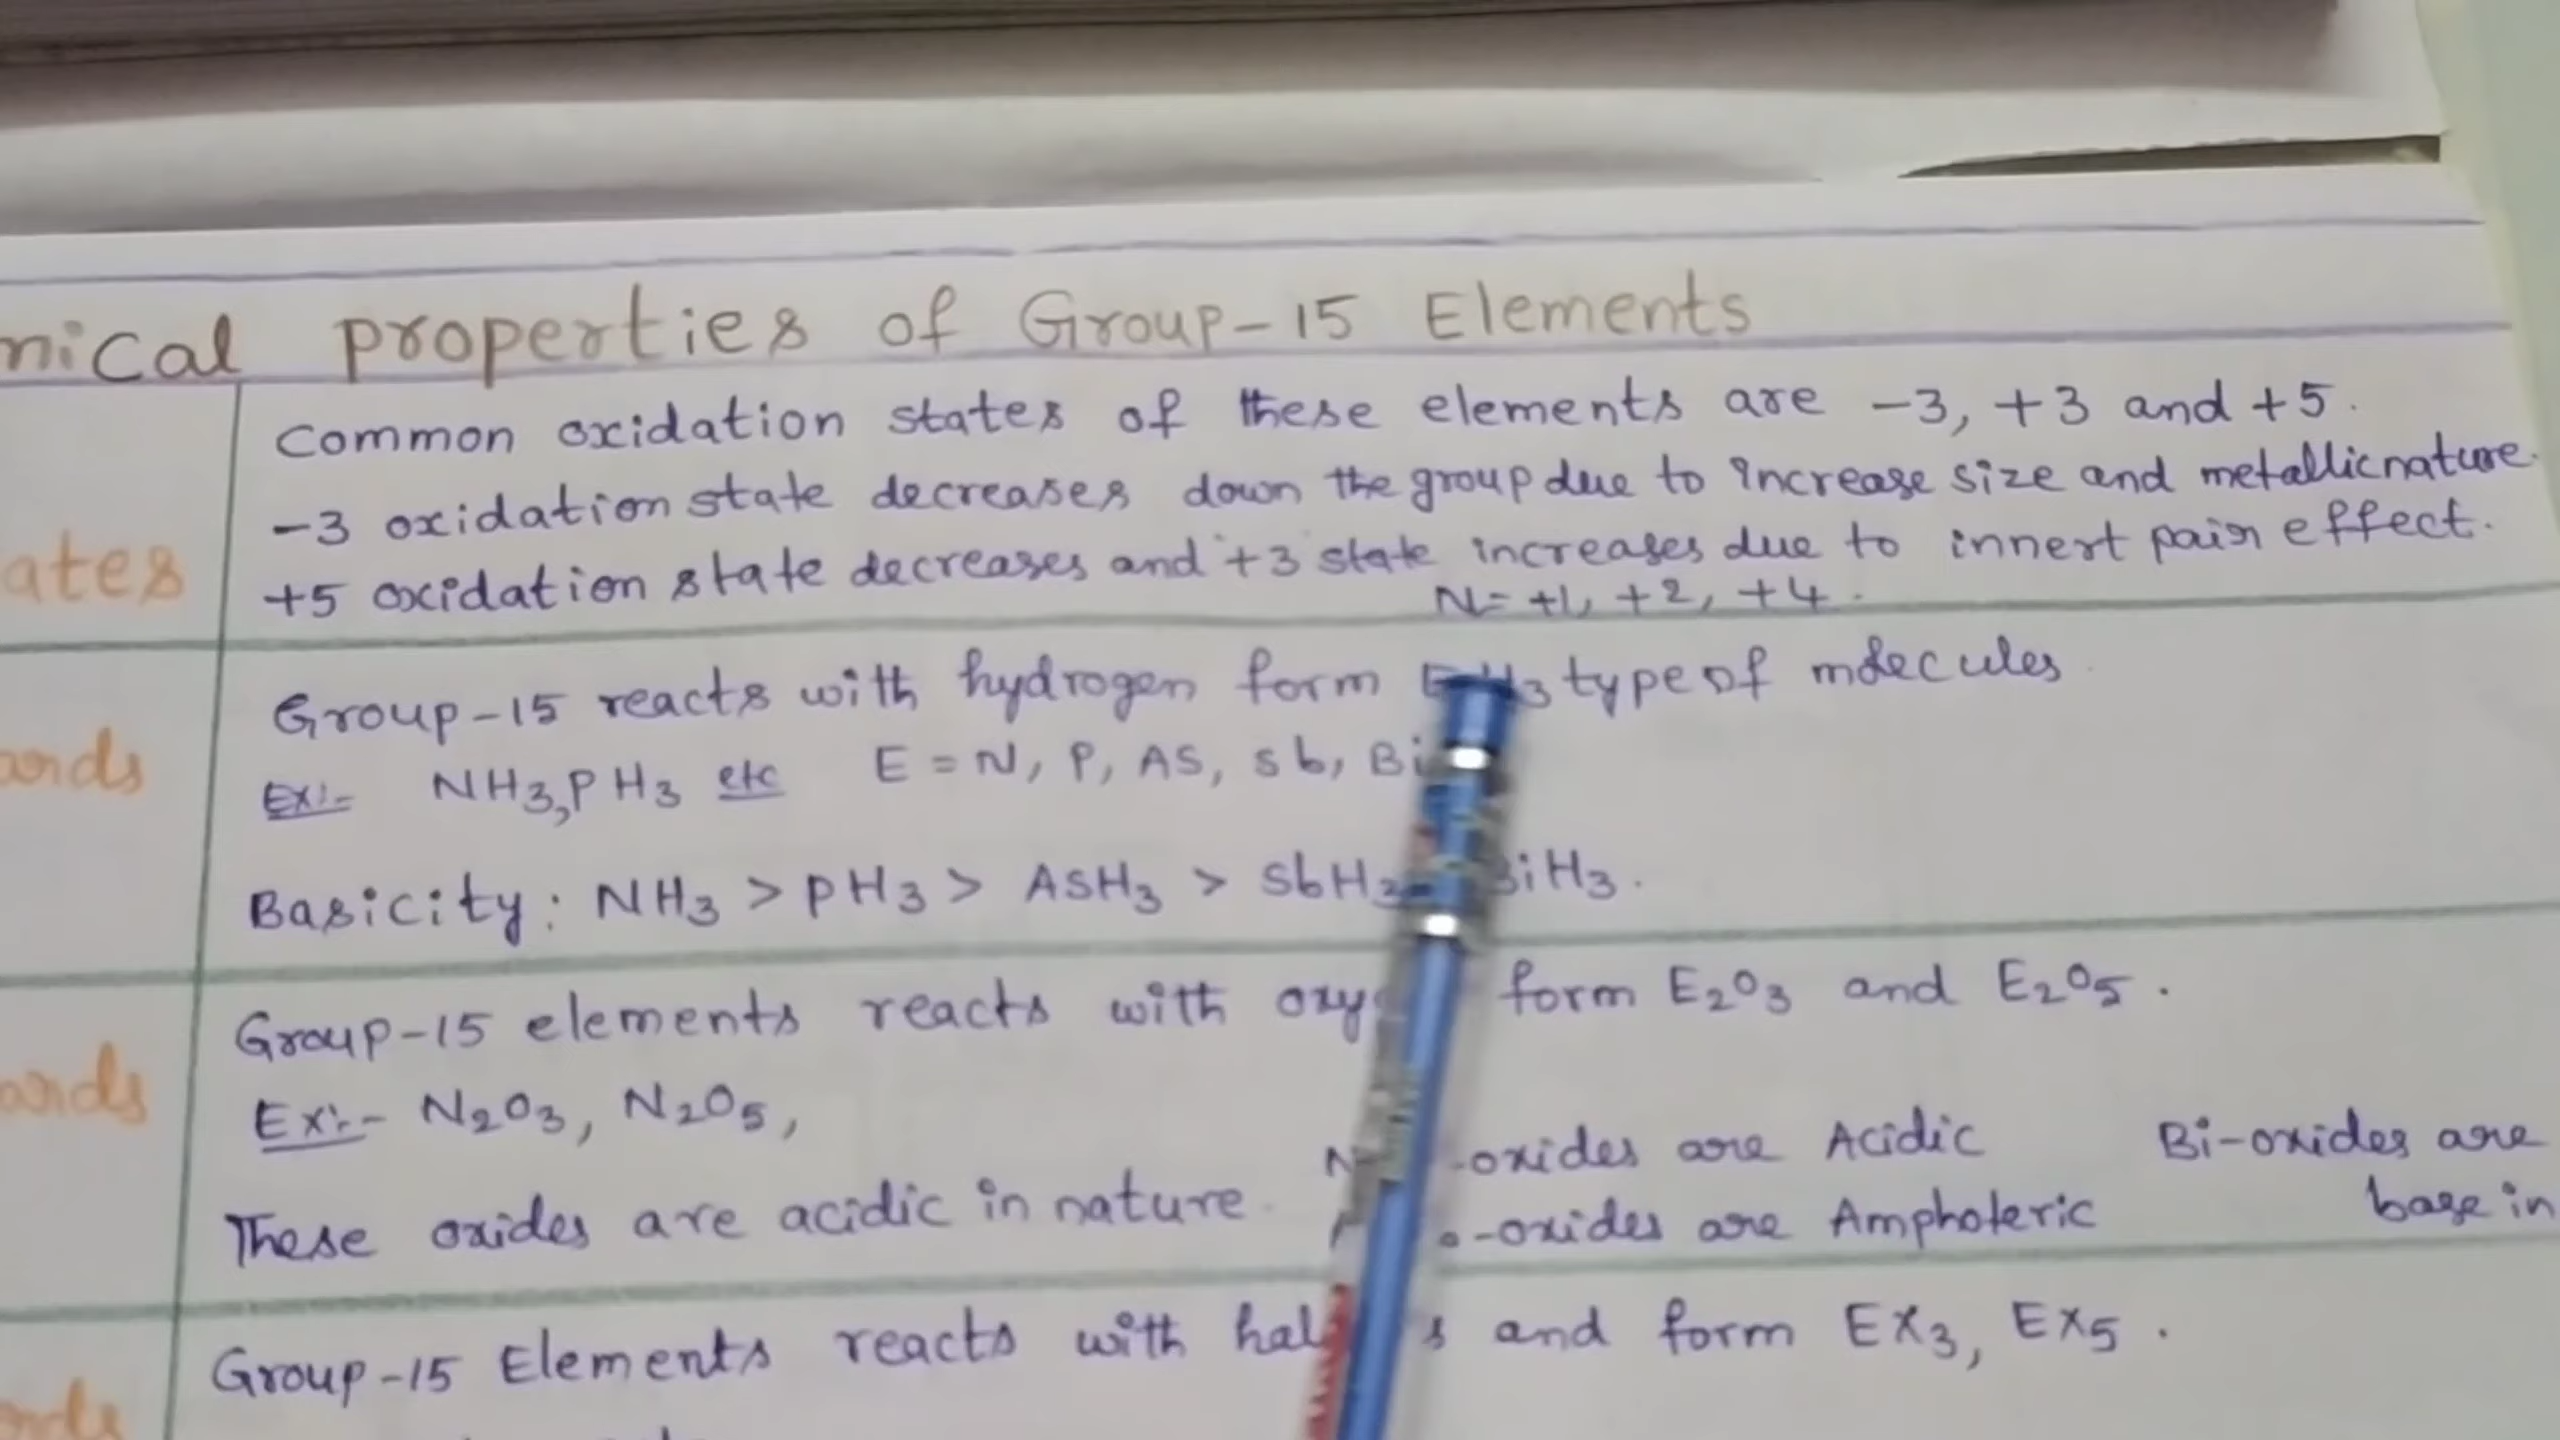 mical properties of Group-15 Elements
Common oxidation states of these elements are -3, +3 and +5.
-3 oxidation state decreases down the group due to increase size and metallicnature.
ates
+5 oxidation state decreases and +3 state increases due to innert pair effect.
N= +1, +2, +4.
Group-15 reacts with hydrogen form EH3 type of molecules
ards
Ex:- NH3, PH3 etc E = N, P, AS, Sb, Bi
Basicity: NH3 > PH3 > ASH3 > SbH3 BiH3.
Group-15 elements reacts with form E2O3 and E2O5.
ards
Ex:- N2O3, N2O5,
-oxides are Acidic Bi-oxides are
These oxides are acidic in nature. -oxides are Amphoteric base in
Group-15 Elements reacts with and form EX3, EX5.